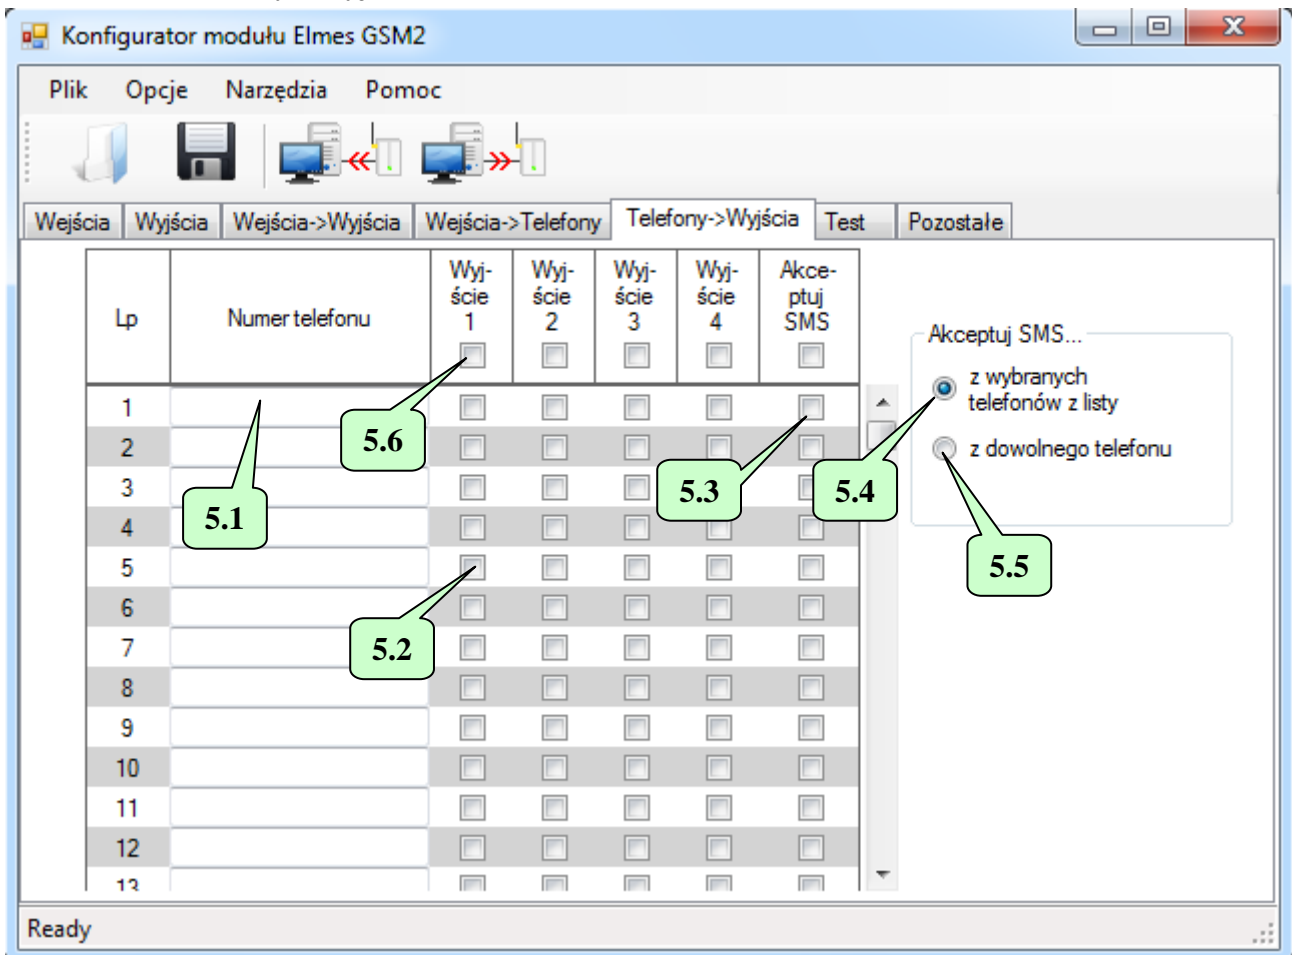 Konfigurator modułu Elmes GSM2
Plik Opcje Narzędzia Pomoc
Wejścia Wyjścia Wejścia->Wyjścia Wejścia->Telefony Telefony->Wyjścia Test Pozostałe
Lp Numer telefonu Wyj-ście 1 Wyj-ście 2 Wyj-ście 3 Wyj-ście 4 Akce-ptuj SMS
Akceptuj SMS...
z wybranych
telefonów z listy
z dowolnego telefonu
1
2
3
4
5
6
7
8
9
10
11
12
13
5.6
5.3
5.4
5.1
5.5
5.2
Ready